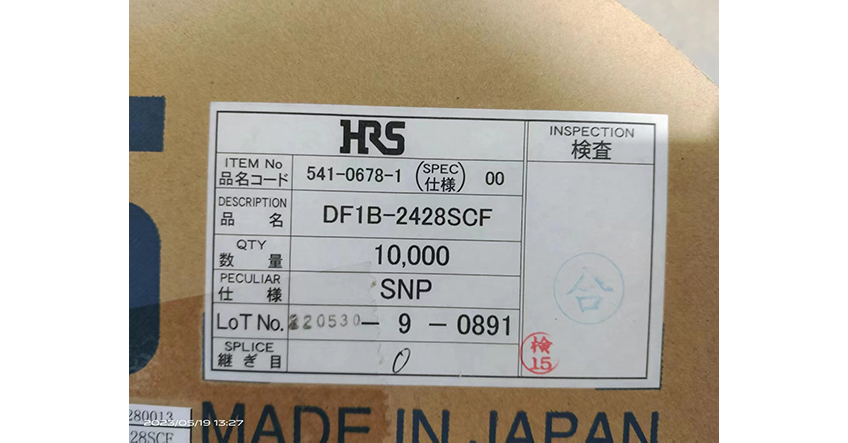 HRS
INSPECTION
検査
ITEM No
品名コード
541-0678-1 (SPEC 仕様) 00
DESCRIPTION
品 名
DF1B-2428SCF
QTY
数 量
10,000
PECULIAR
仕 様
SNP
LoT No. 220530-9-0891
SPLICE
継ぎ目
0
合
検
15
280013
2023/05/19 13:27
28SCF
MADE IN JAPAN